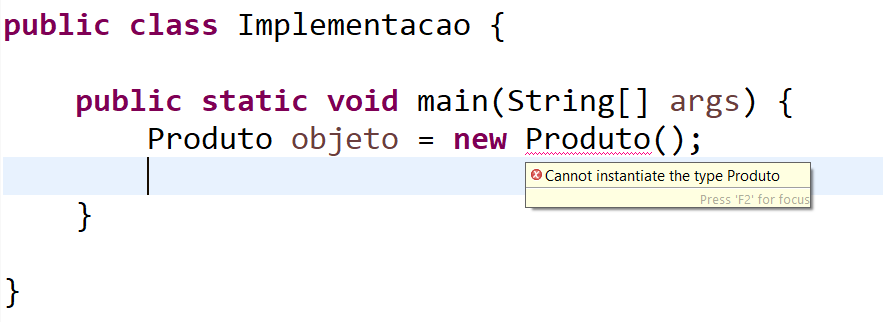 public class Implementacao {
public static void main(String[] args) {
Produto objeto = new Produto();
Cannot instantiate the type Produto
Press 'F2' for focus
}
}